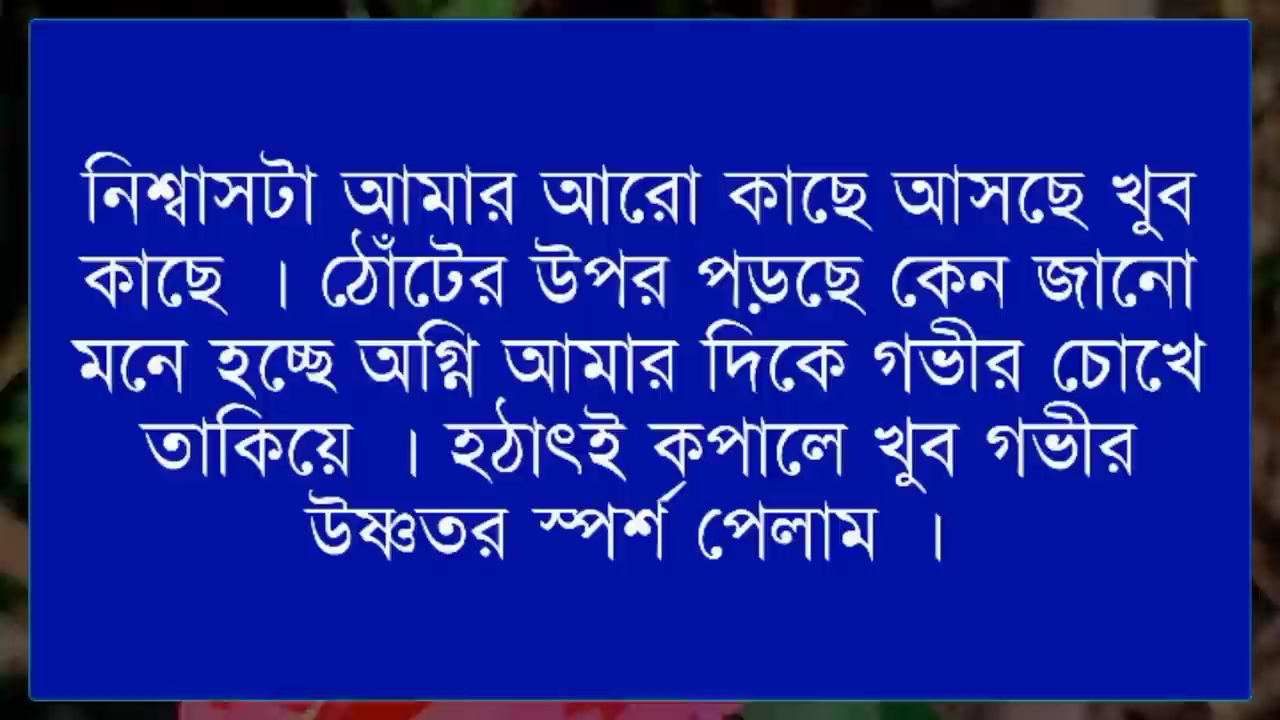 নিশ্বাসটা আমার আরো কাছে আসছে খুব
কাছে । ঠোঁটের উপর পড়ছে কেন জানো
মনে হচ্ছে অগ্নি আমার দিকে গভীর চোখে
তাকিয়ে । হঠাৎই কপালে খুব গভীর
উষ্ণতর স্পর্শ পেলাম ।